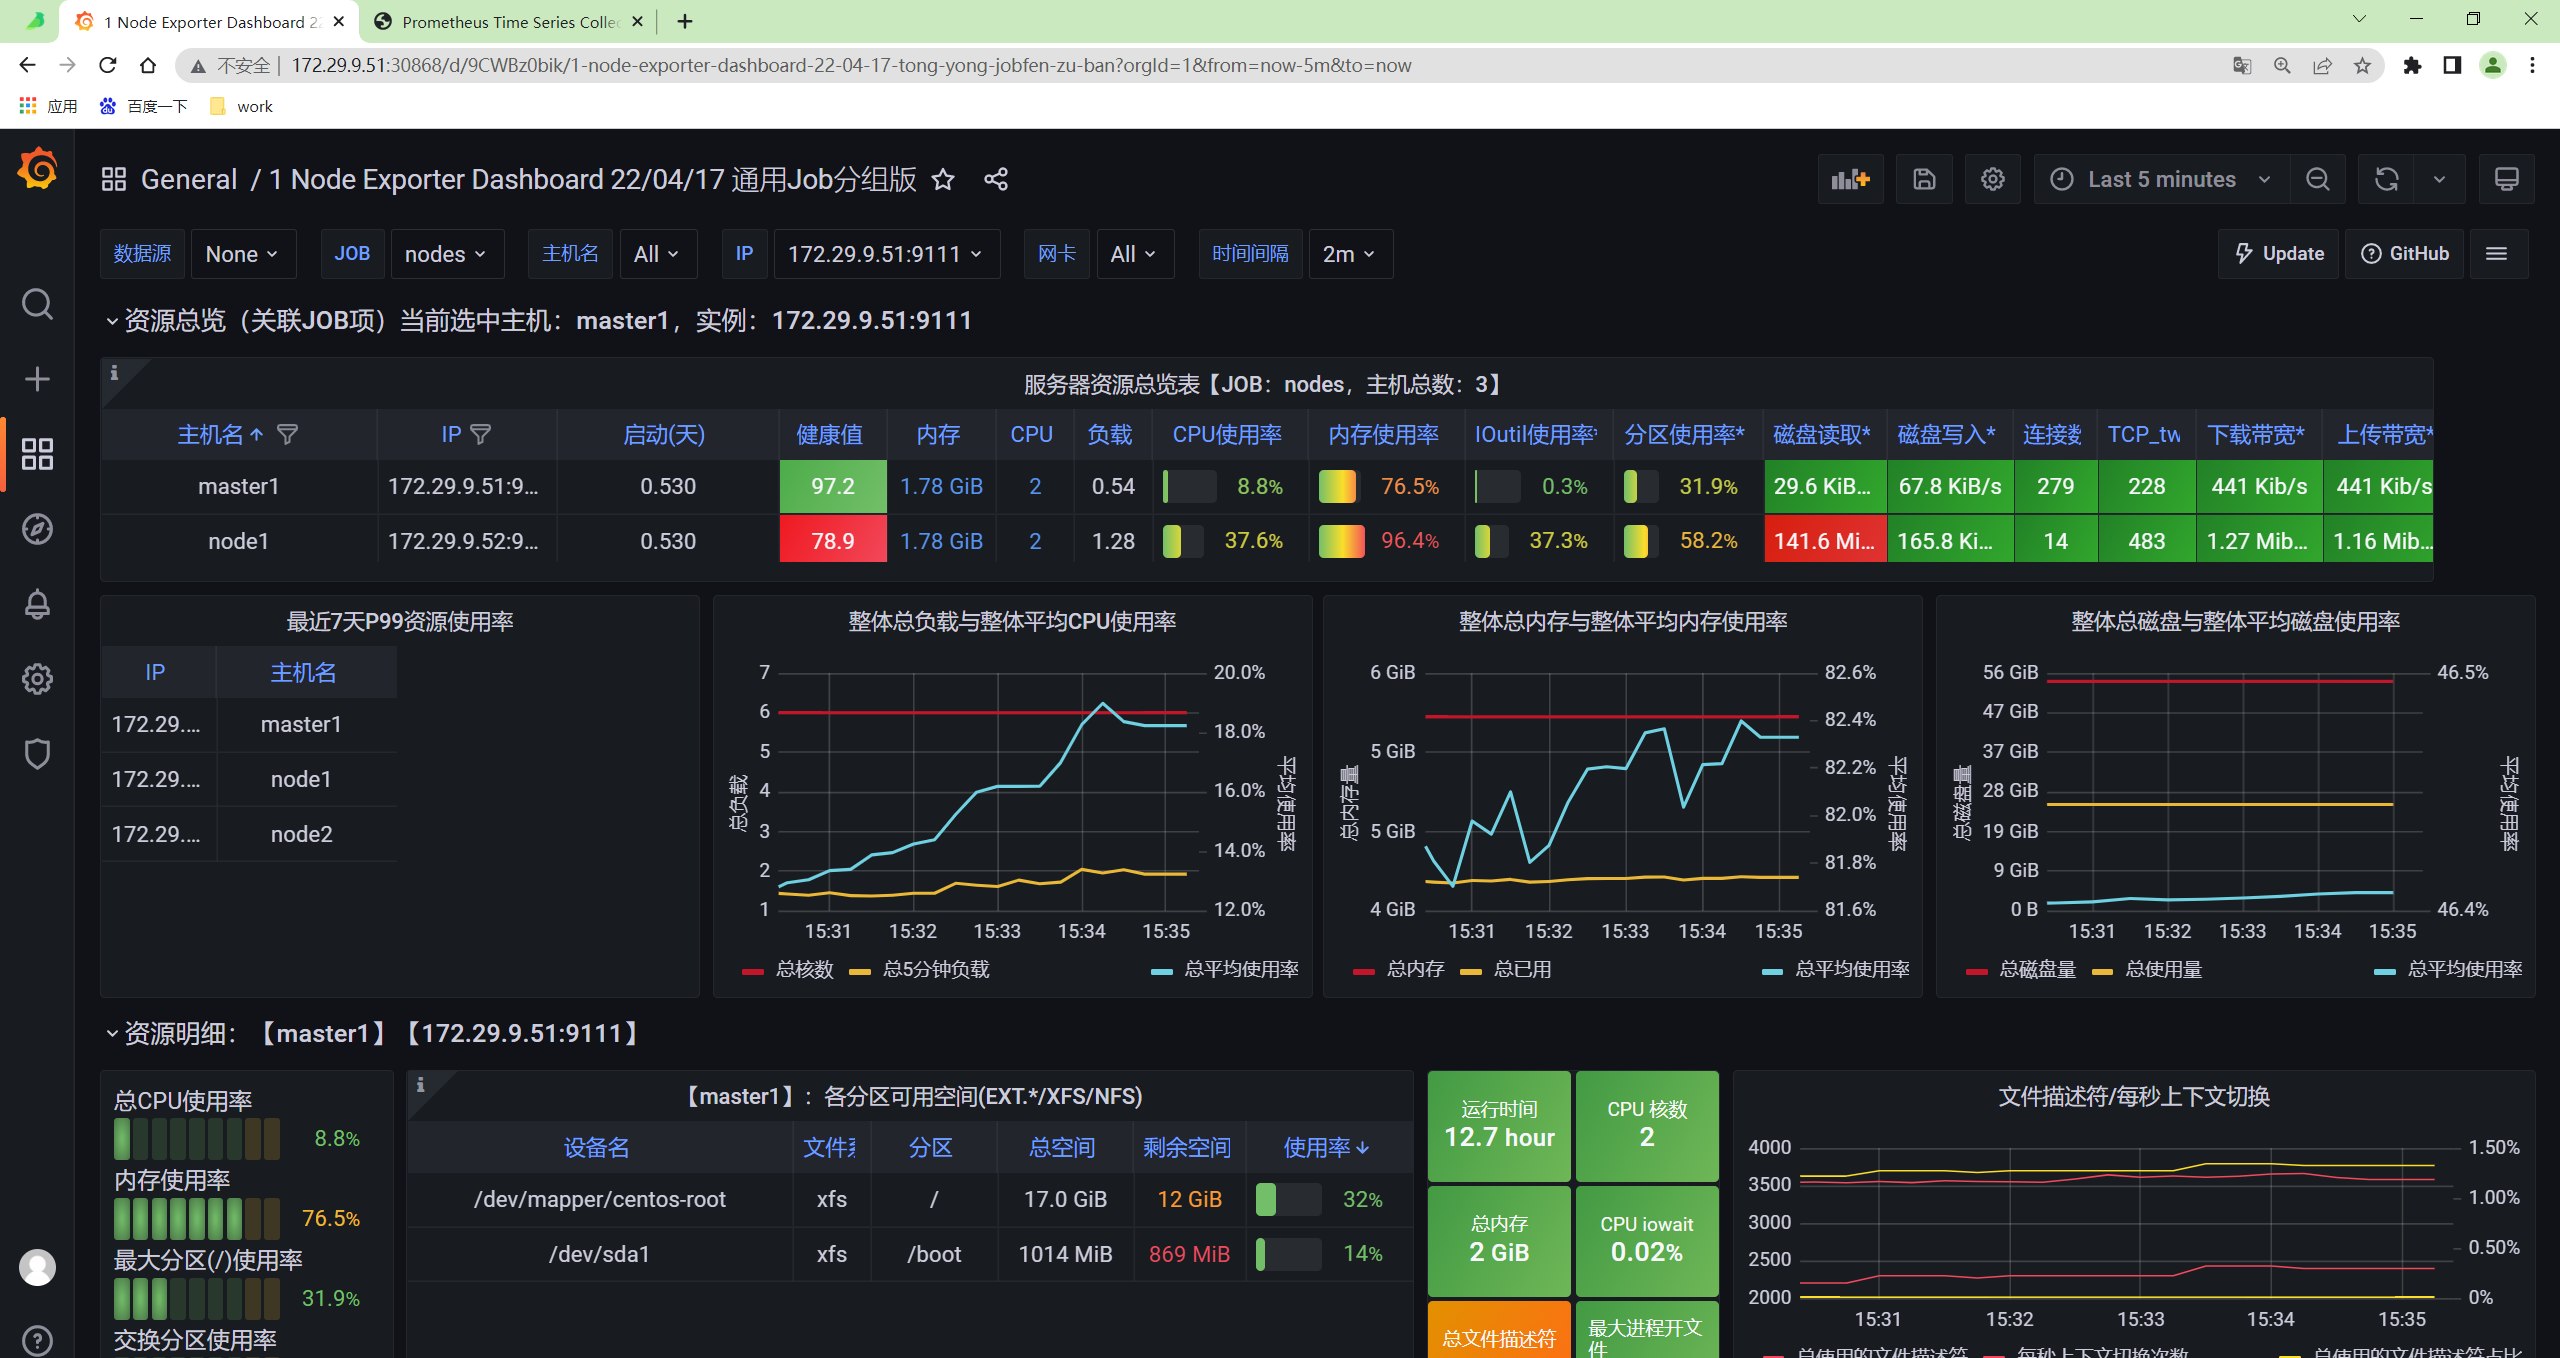 1 Node Exporter Dashboard 22
Prometheus Time Series Colle
不安全 | 172.29.9.51:30868/d/9CWBz0bik/1-node-exporter-dashboard-22-04-17-tong-yong-jobfen-zu-ban?orgId=1&from=now-5m&to=now
应用 百度一下 work
General / 1 Node Exporter Dashboard 22/04/17 通用Job分组版
Last 5 minutes
数据源 None JOB nodes 主机名 All IP 172.29.9.51:9111 网卡 All 时间间隔 2m
Update GitHub
资源总览（关联JOB项）当前选中主机：master1，实例：172.29.9.51:9111
服务器资源总览表【JOB：nodes，主机总数：3】
主机名 IP 启动(天) 健康值 内存 CPU 负载 CPU使用率 内存使用率 IOutil使用率* 分区使用率* 磁盘读取* 磁盘写入* 连接数 TCP_tw 下载带宽* 上传带宽*
master1 172.29.9.51:9... 0.530 97.2 1.78 GiB 2 0.54 8.8% 76.5% 0.3% 31.9% 29.6 KiB... 67.8 KiB/s 279 228 441 Kib/s 441 Kib/s
node1 172.29.9.52:9... 0.530 78.9 1.78 GiB 2 1.28 37.6% 96.4% 37.3% 58.2% 141.6 Mi... 165.8 Ki... 14 483 1.27 Mib... 1.16 Mib...
最近7天P99资源使用率
IP 主机名
172.29.... master1
172.29.... node1
172.29.... node2
整体总负载与整体平均CPU使用率
总负载
7
6
5
4
3
2
1
20.0%
18.0%
16.0%
14.0%
12.0%
平均使用率
15:31 15:32 15:33 15:34 15:35
总核数 总5分钟负载 总平均使用率
整体总内存与整体平均内存使用率
总内存量
6 GiB
5 GiB
5 GiB
4 GiB
82.6%
82.4%
82.2%
82.0%
81.8%
81.6%
平均使用率
15:31 15:32 15:33 15:34 15:35
总内存 总已用 总平均使用率
整体总磁盘与整体平均磁盘使用率
总磁盘量
56 GiB
47 GiB
37 GiB
28 GiB
19 GiB
9 GiB
0 B
46.5%
46.4%
平均使用率
15:31 15:32 15:33 15:34 15:35
总磁盘量 总使用量 总平均使用率
资源明细：【master1】【172.29.9.51:9111】
总CPU使用率
8.8%
内存使用率
76.5%
最大分区(/)使用率
31.9%
交换分区使用率
【master1】：各分区可用空间(EXT.*/XFS/NFS)
设备名 文件系 分区 总空间 剩余空间 使用率
/dev/mapper/centos-root xfs / 17.0 GiB 12 GiB 32%
/dev/sda1 xfs /boot 1014 MiB 869 MiB 14%
运行时间
12.7 hour
CPU 核数
2
总内存
2 GiB
CPU iowait
0.02%
总文件描述符
最大进程开文件
文件描述符/每秒上下文切换
4000
3500
3000
2500
2000
1.50%
1.00%
0.50%
0%
15:31 15:32 15:33 15:34 15:35
总使用的文件描述符 每秒上下文切换次数 总使用的文件描述符占比